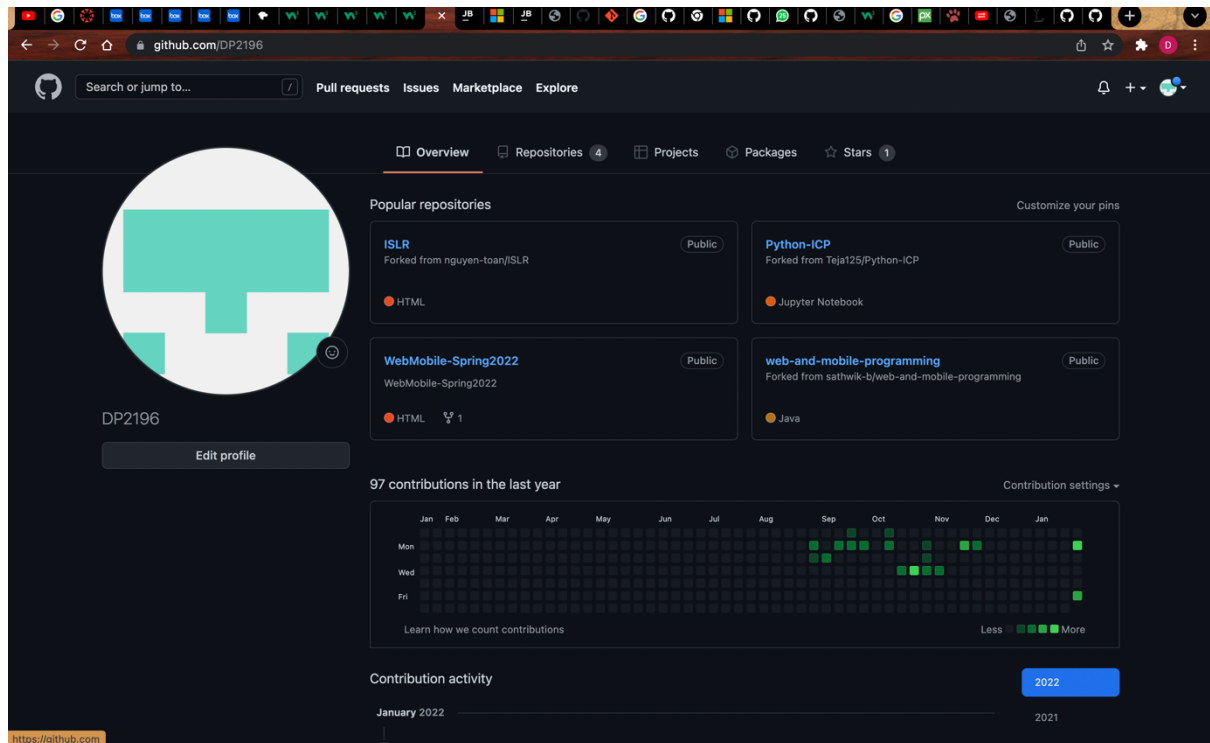 github.com/DP2196
D
Search or jump to...
/
Pull requests Issues Marketplace Explore
Overview Repositories 4 Projects Packages Stars 1
Popular repositories
Customize your pins
ISLR Public
Forked from nguyen-toan/ISLR
HTML
Python-ICP Public
Forked from Teja125/Python-ICP
Jupyter Notebook
WebMobile-Spring2022 Public
WebMobile-Spring2022
HTML 1
web-and-mobile-programming Public
Forked from sathwik-b/web-and-mobile-programming
Java
DP2196
Edit profile
97 contributions in the last year
Contribution settings
Jan Feb Mar Apr May Jun Jul Aug Sep Oct Nov Dec Jan
Mon
Wed
Fri
Learn how we count contributions
Less More
Contribution activity
2022
January 2022
2021
https://github.com